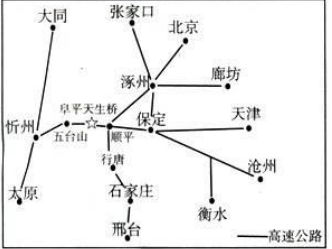 张家口
大同
北京
涿州
廊坊
阜平天生桥
天津
忻州
保定
五台山
顺平
行唐
沧州
太原
石家庄
衡水
邢台
高速公路